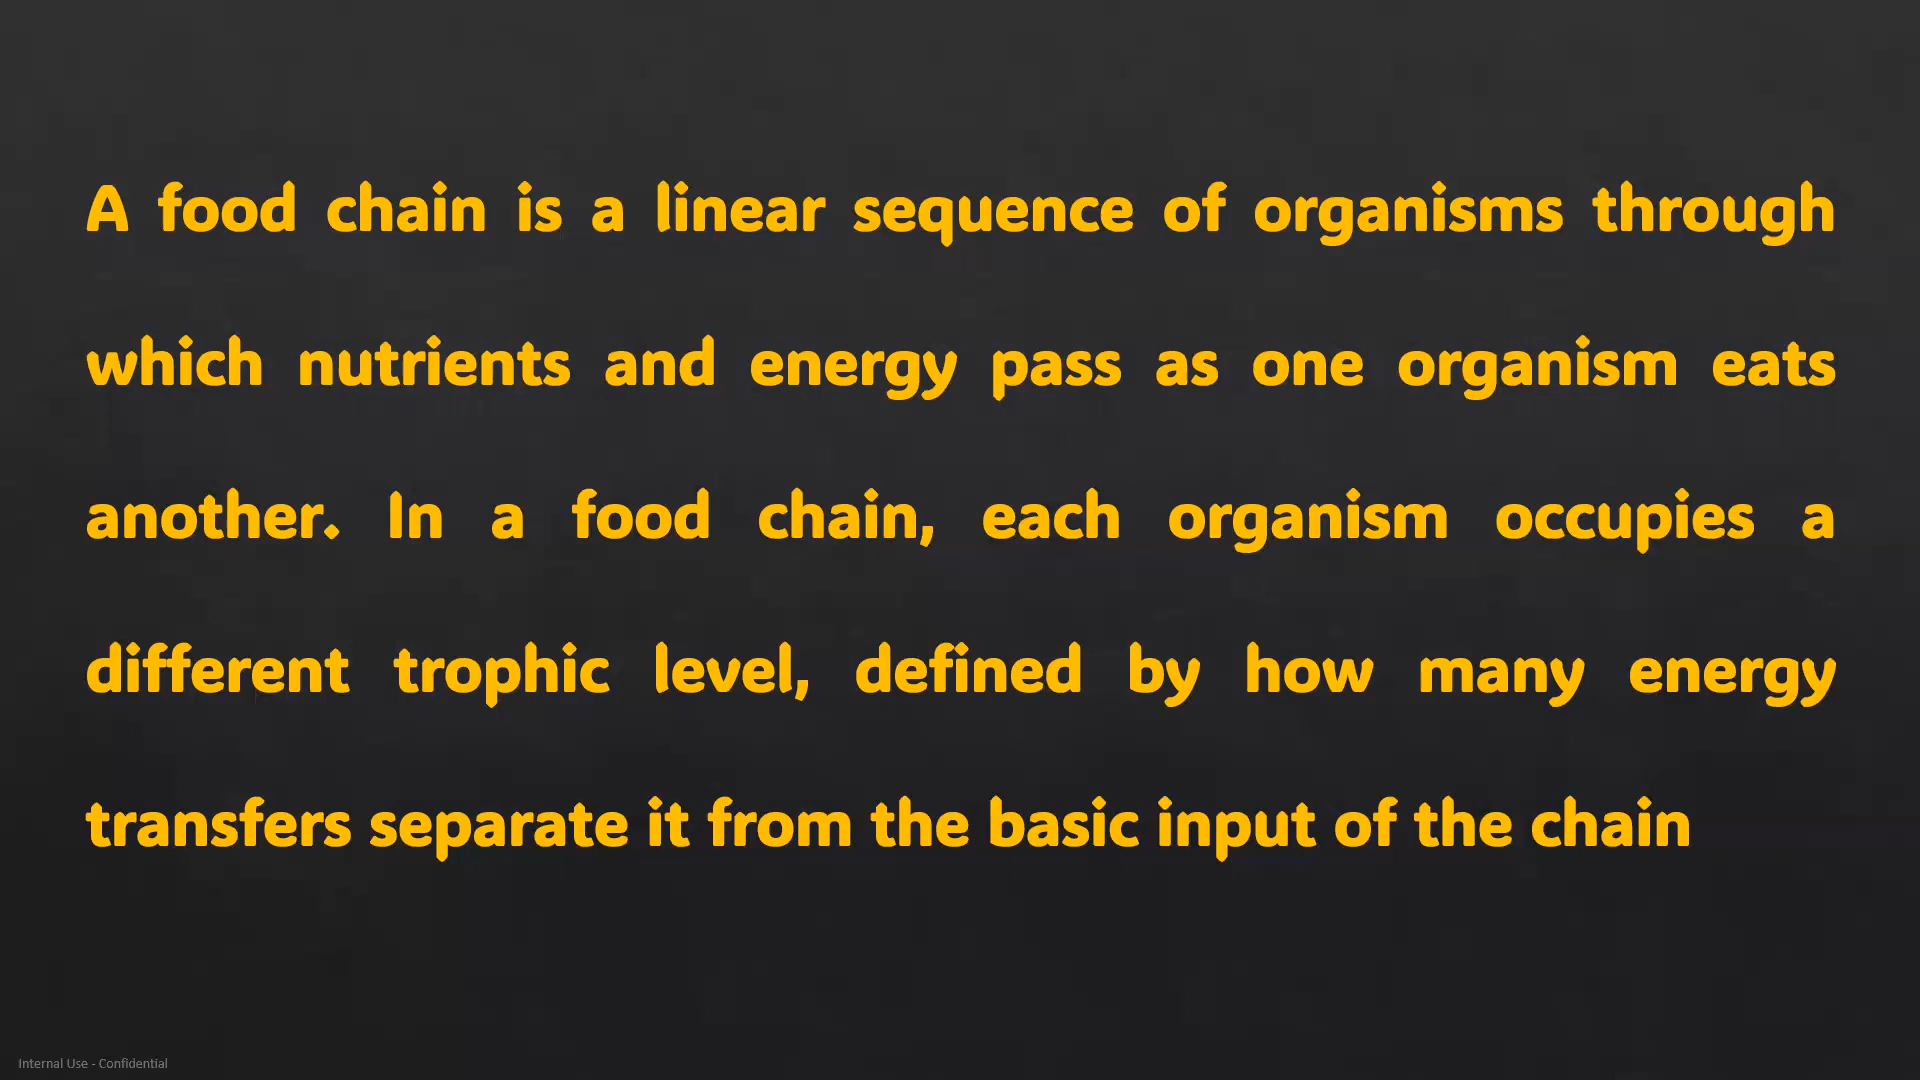 A food chain is a linear sequence of organisms through
which nutrients and energy pass as one organism eats
another. In a food chain, each organism occupies a
different trophic level, defined by how many energy
transfers separate it from the basic input of the chain
Internal Use - Confidential